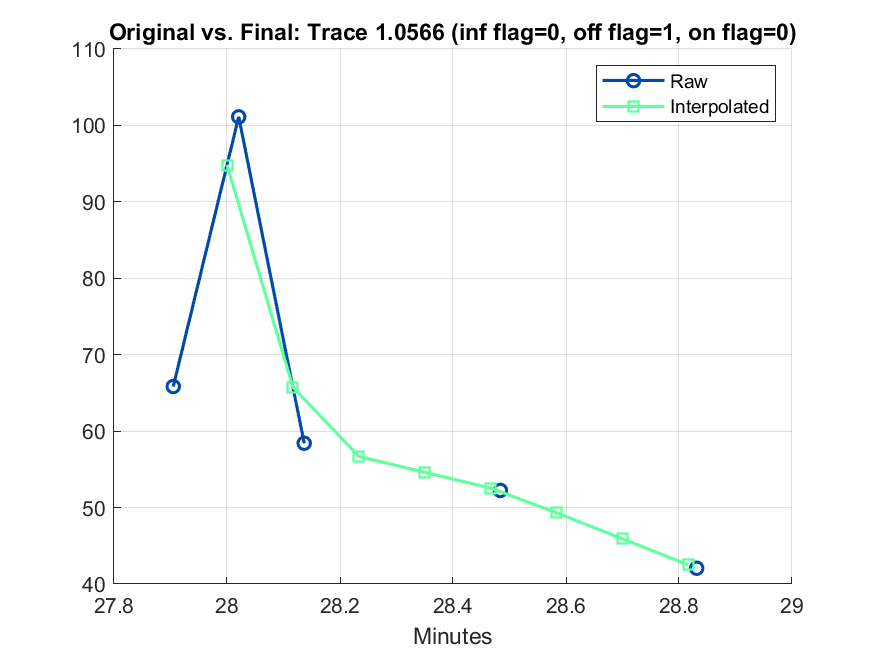 Original vs. Final: Trace 1.0566 (inf flag=0, off flag=1, on flag=0)
110
100
90
80
70
60
50
40
Raw
Interpolated
27.8 28 28.2 28.4 28.6 28.8 29
Minutes